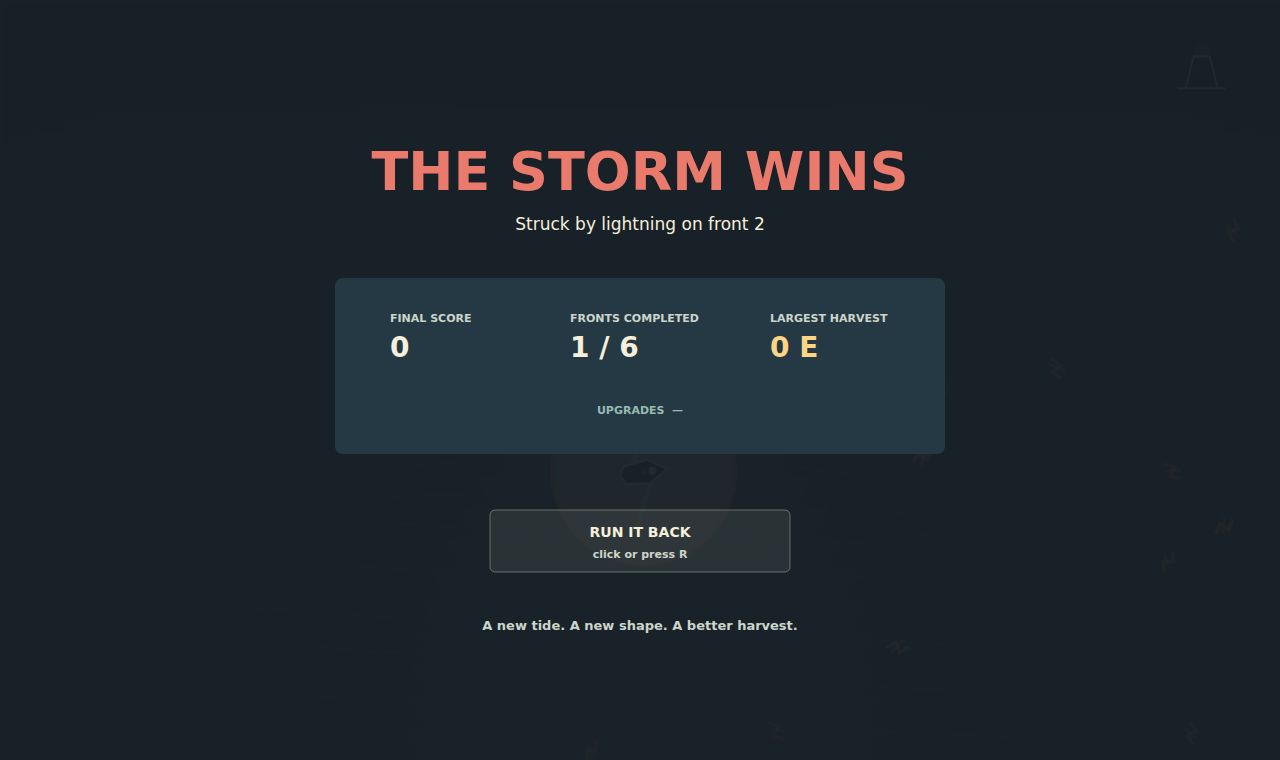 THE STORM WINS
Struck by lightning on front 2
FINAL SCORE
0
FRONTS COMPLETED
1 / 6
LARGEST HARVEST
0 E
UPGRADES —
RUN IT BACK
click or press R
A new tide. A new shape. A better harvest.